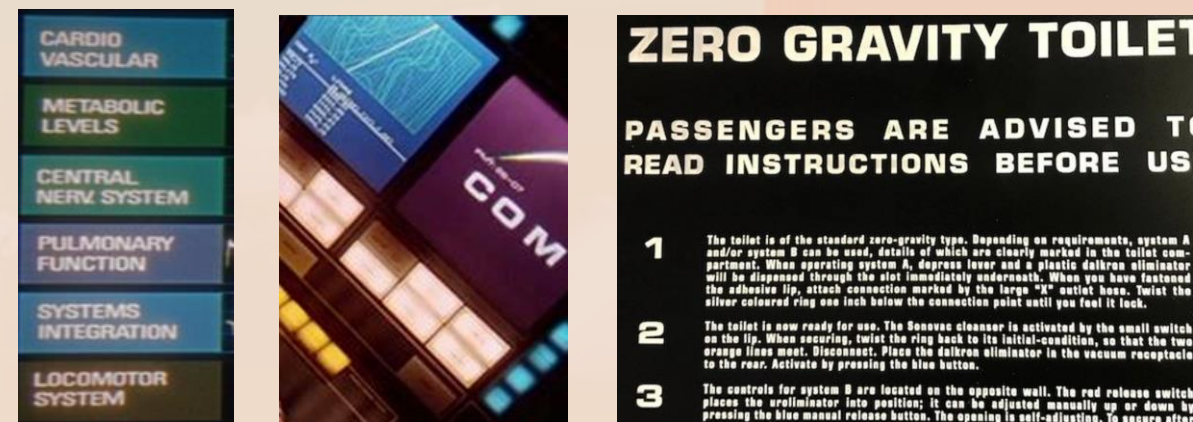 CARDIO
VASCULAR
METABOLIC
LEVELS
CENTRAL
NERV. SYSTEM
PULMONARY
FUNCTION
SYSTEMS
INTEGRATION
LOCOMOTOR
SYSTEM
COM
ZERO GRAVITY TOILET
PASSENGERS ARE ADVISED TO
READ INSTRUCTIONS BEFORE US
1
The toilet is of the standard zero-gravity type. Depending on requirements, system A
and/or system B can be used, details of which are clearly marked in the toilet com-
partment. When operating system A, depress lever and a plastic dalkron eliminator
will be dispensed through the slot immediately underneath. When you have fastened
the adhesive lip, attach connection marked by the large "X" outlet hose. Twist the
silver coloured ring one inch below the connection point until you feel it lock.
2
The toilet is now ready for use. The Sonovac cleanser is activated by the small switch
on the lip. When securing, twist the ring back to its initial-condition, so that the two
orange lines meet. Disconnect. Place the dalkron eliminator in the vacuum receptacle
to the rear. Activate by pressing the blue button.
3
The controls for system B are located on the opposite wall. The red release switch
places the uroliminator into position; it can be adjusted manually up or down by
pressing the blue manual release button. The opening is self-adjusting. To secure after